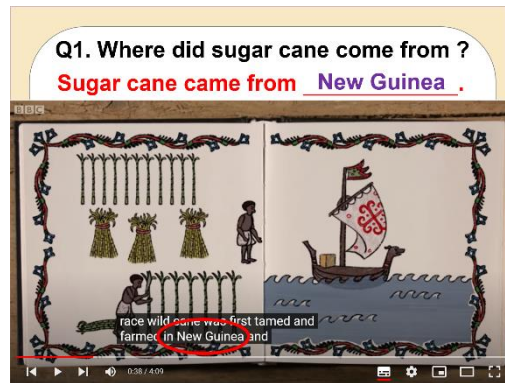 Q1. Where did sugar cane come from ?
Sugar cane came from New Guinea.
BBC
race wild cane was first tamed and
farmed in New Guinea and
0:38 / 4:09